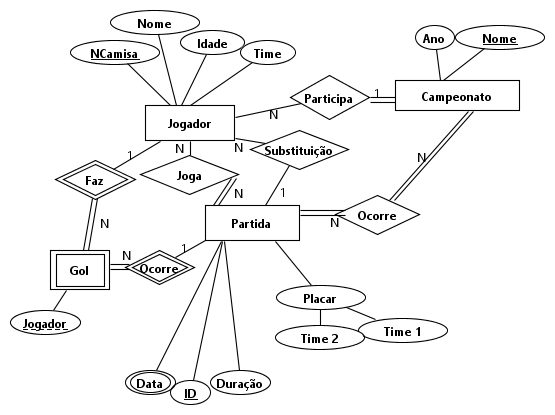 Nome
Ano
Nome
NCamisa
Idade
Time
Participa
1
Campeonato
N
Jogador
1
N
N
Substituição
N
Faz
Joga
N
1
N
Partida
N
Ocorre
N
1
Gol
Ocorre
Placar
Jogador
Time 2
Time 1
Data
ID
Duração